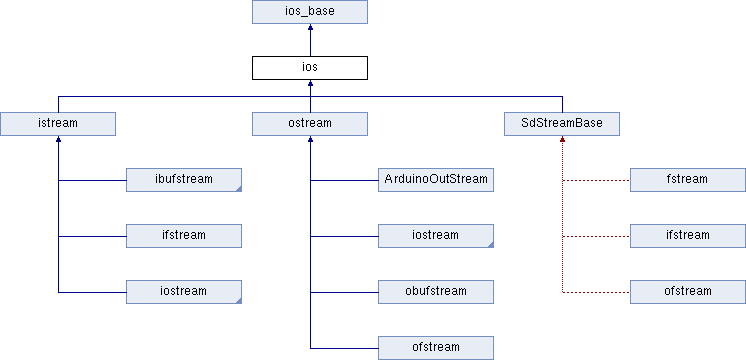 ios_base
ios
istream
ostream
SdStreamBase
ibufstream
ArduinoOutStream
fstream
ifstream
iostream
ifstream
iostream
obufstream
ofstream
ofstream